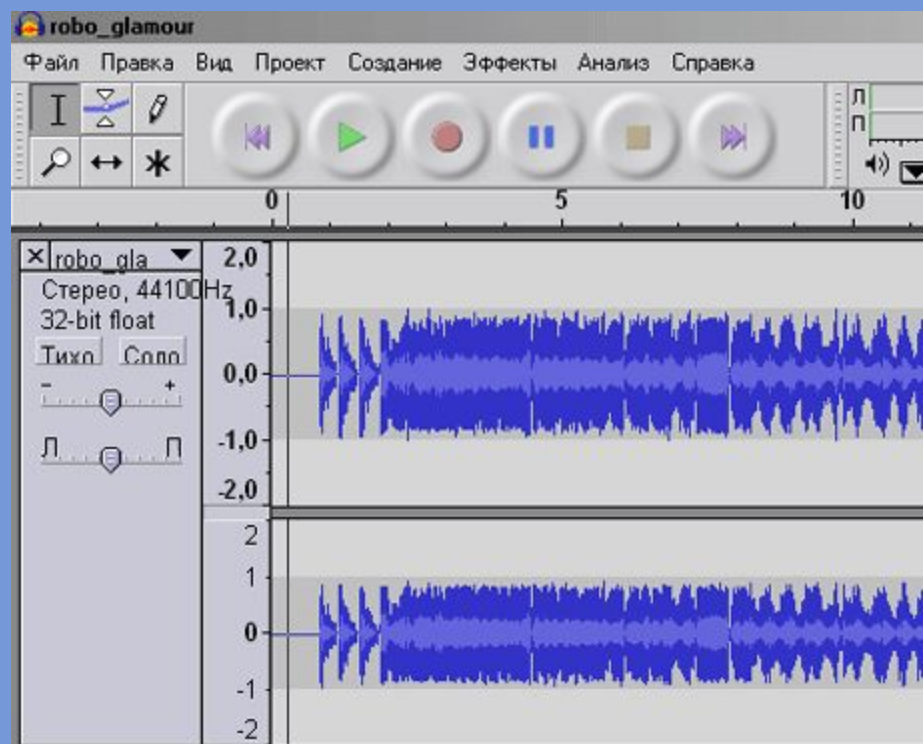 robo_glamour
Файл Правка Вид Проект Создание Эффекты Анализ Справка
Л
П
0 5 10
robo_gla
Стерео, 44100Hz
32-bit float
Тихо Соло
- +
Л П
2,0
1,0
0,0
-1,0
-2,0
2
1
0
-1
-2